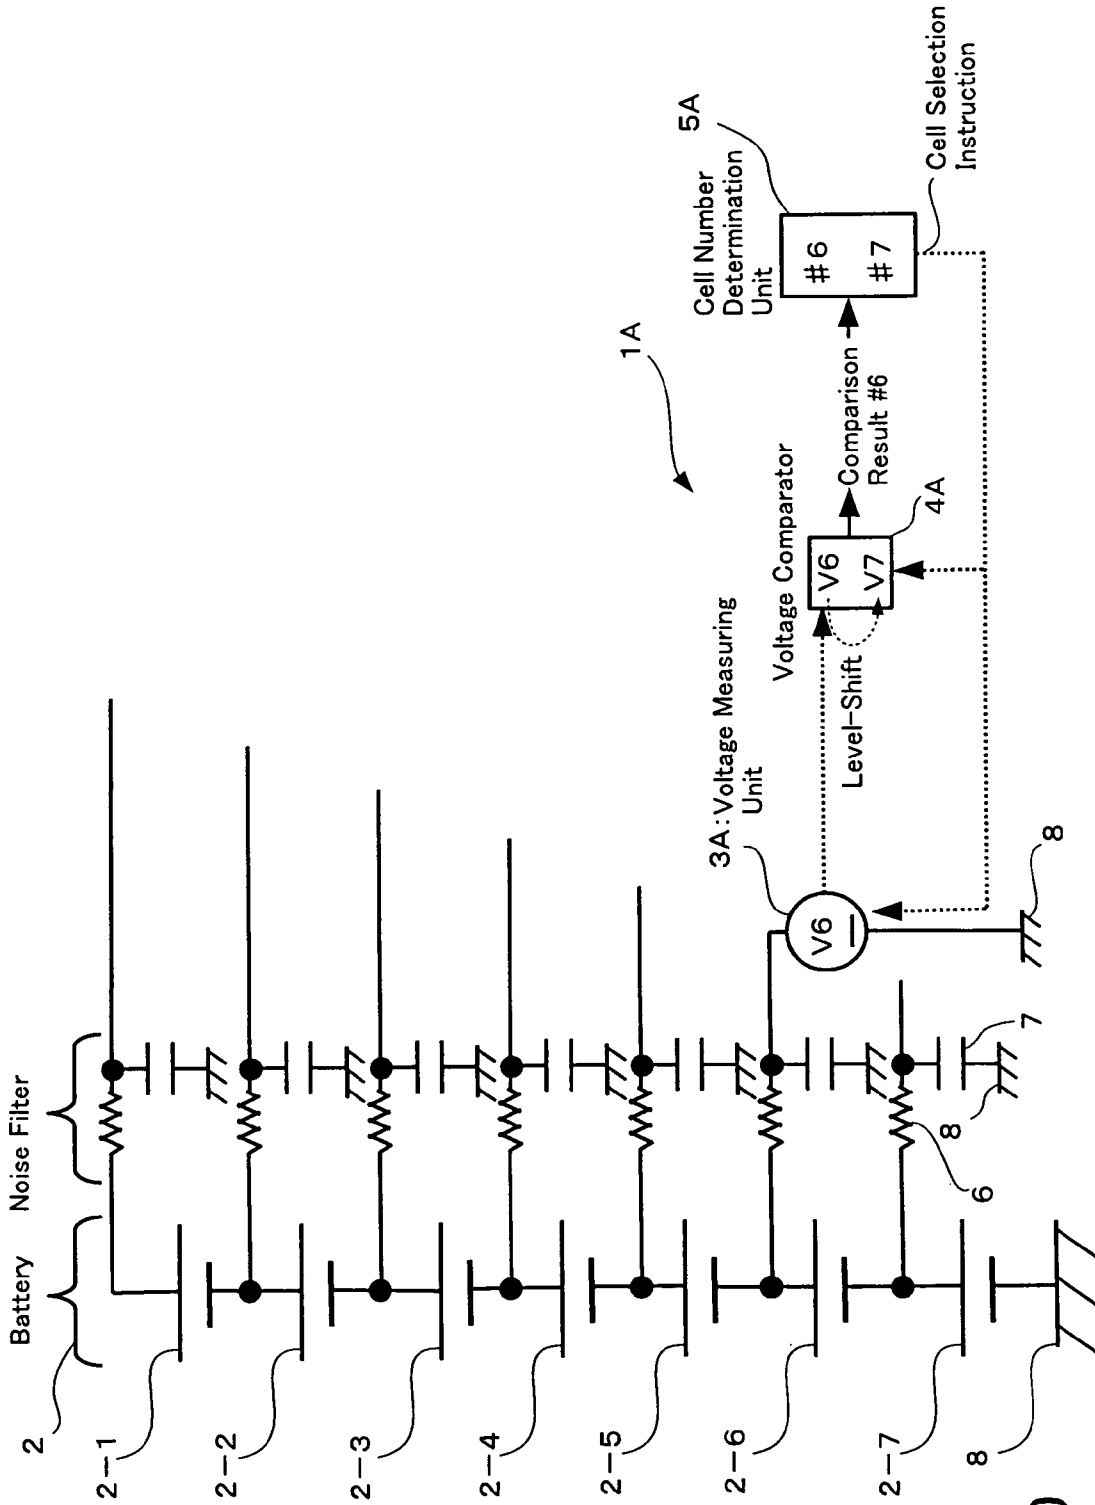 Battery
Noise Filter
2
2-1
2-2
2-3
2-4
2-5
2-6
2-7
8
6
8
7
8
3A:Voltage Measuring
Unit
V6
Voltage Comparator
V6
V7
Level-Shift
4A
Comparison
Result #6
1A
Cell Number
Determination
Unit
5A
#6
#7
Cell Selection
Instruction